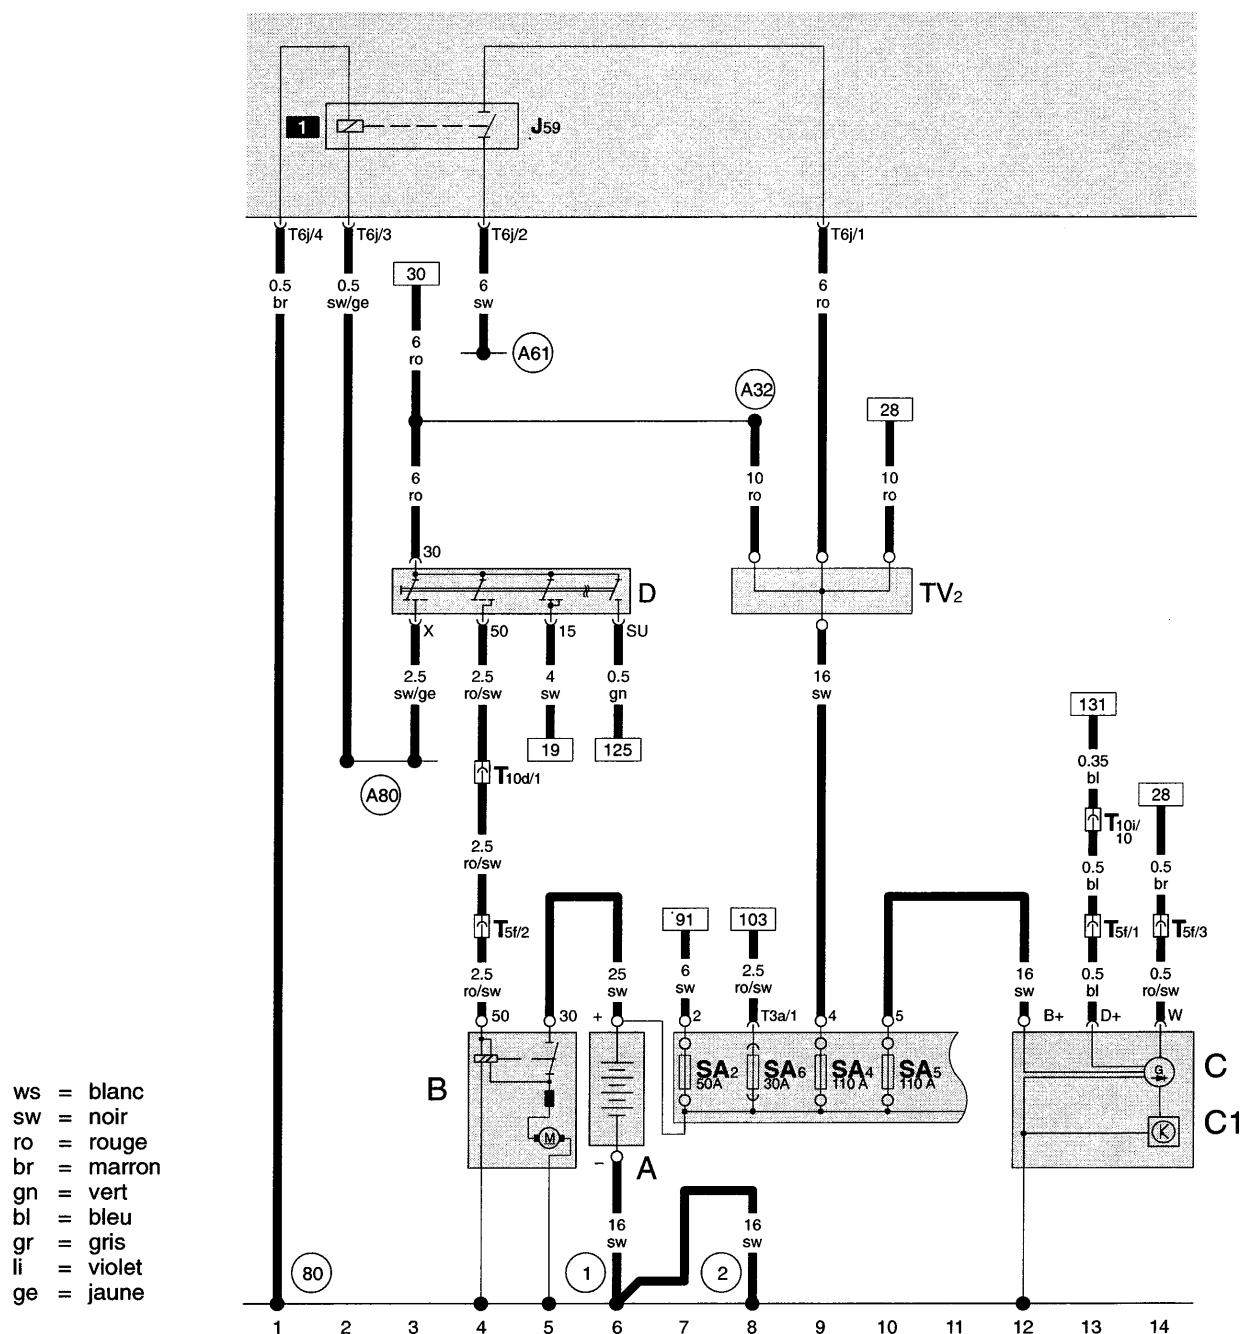 1
J59
T6j/4
T6j/3
T6j/2
T6j/1
0.5
br
0.5
sw/ge
30
6
sw
6
ro
6
ro
A61
A32
28
6
ro
10
ro
10
ro
30
D
TV2
X
50
15
SU
2.5
sw/ge
2.5
ro/sw
4
sw
0.5
gn
16
sw
19
125
131
T10d/1
A80
0.35
bl
28
T10i/
10
2.5
ro/sw
0.5
bl
0.5
br
91
103
T5f/2
T5f/1
T5f/3
2.5
ro/sw
25
sw
6
sw
2.5
ro/sw
16
sw
0.5
bl
0.5
ro/sw
50
30
+
2
T3a/1
4
5
B+
D+
W
SA2
50A
SA6
30A
SA4
110 A
SA5
110 A
G
C
B
M
K
C1
–
A
16
sw
16
sw
ws = blanc
sw = noir
ro = rouge
br = marron
gn = vert
bl = bleu
gr = gris
li = violet
ge = jaune
80
1
2
1 2 3 4 5 6 7 8 9 10 11 12 13 14